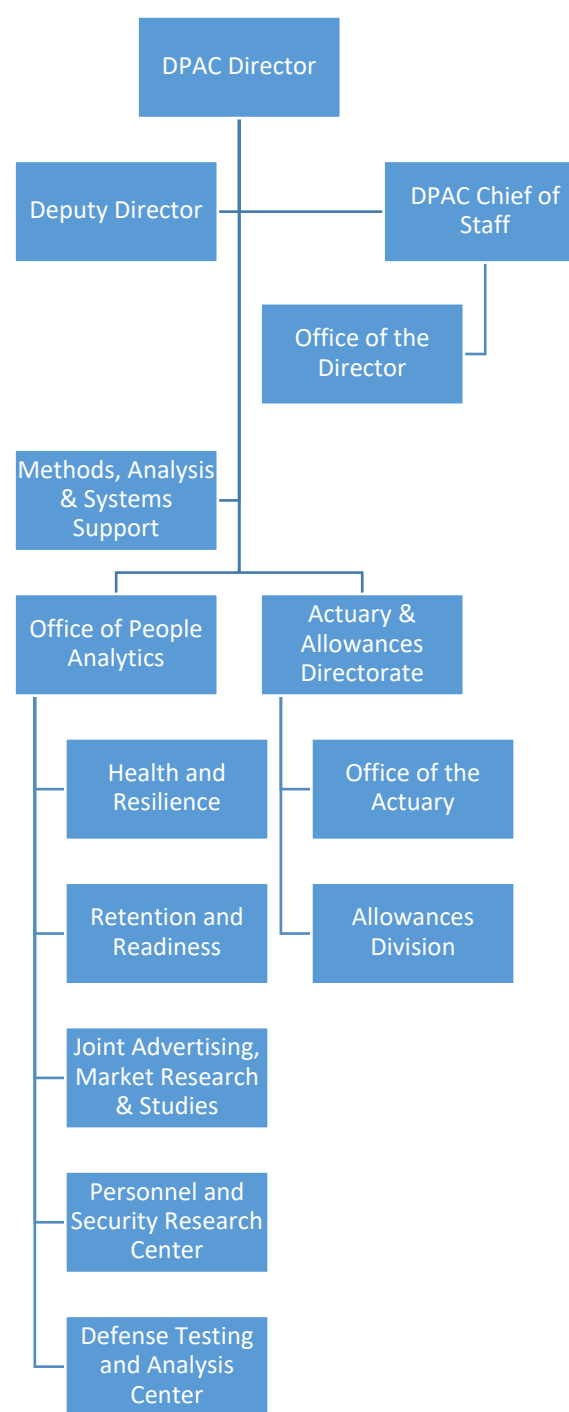 DPAC Director
Deputy Director
DPAC Chief of
Staff
Office of the
Director
Methods, Analysis
& Systems
Support
Office of People
Analytics
Actuary &
Allowances
Directorate
Health and
Resilience
Office of the
Actuary
Retention and
Readiness
Allowances
Division
Joint Advertising,
Market Research
& Studies
Personnel and
Security Research
Center
Defense Testing
and Analysis
Center